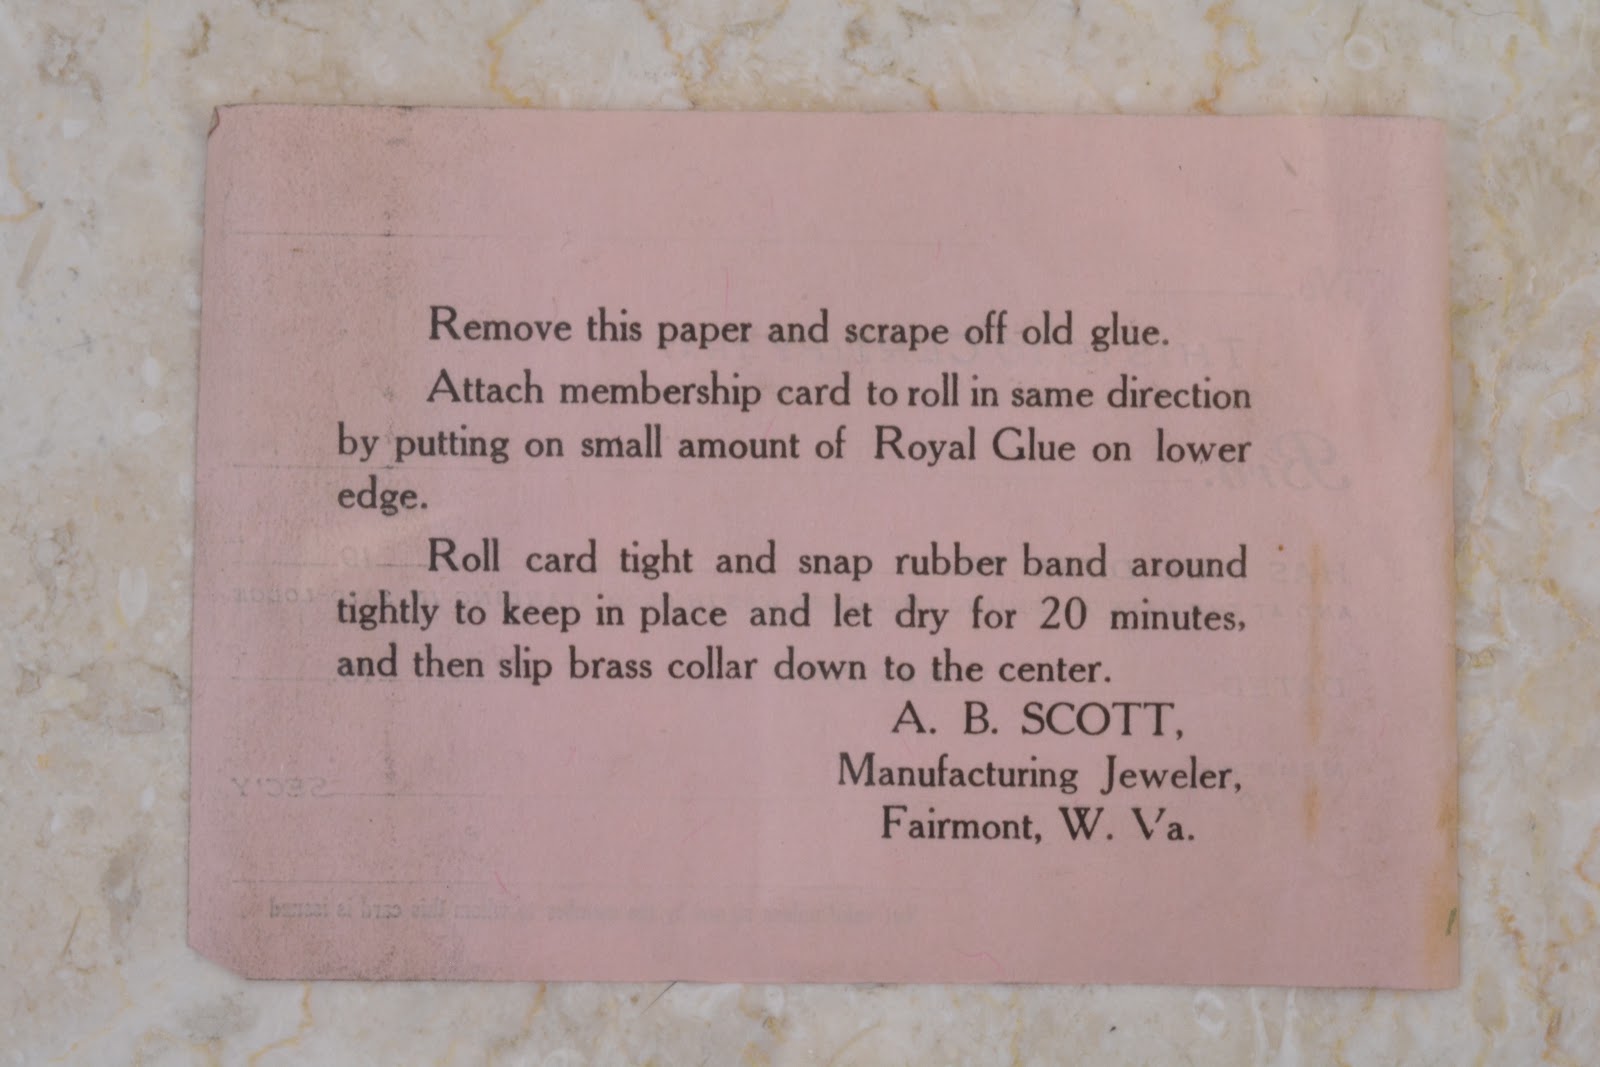 Remove this paper and scrape off old glue.
Attach membership card to roll in same direction
by putting on small amount of Royal Glue on lower
edge.
Roll card tight and snap rubber band around
tightly to keep in place and let dry for 20 minutes,
and then slip brass collar down to the center.
A. B. SCOTT,
Manufacturing Jeweler,
Fairmont, W. Va.
SEC'Y